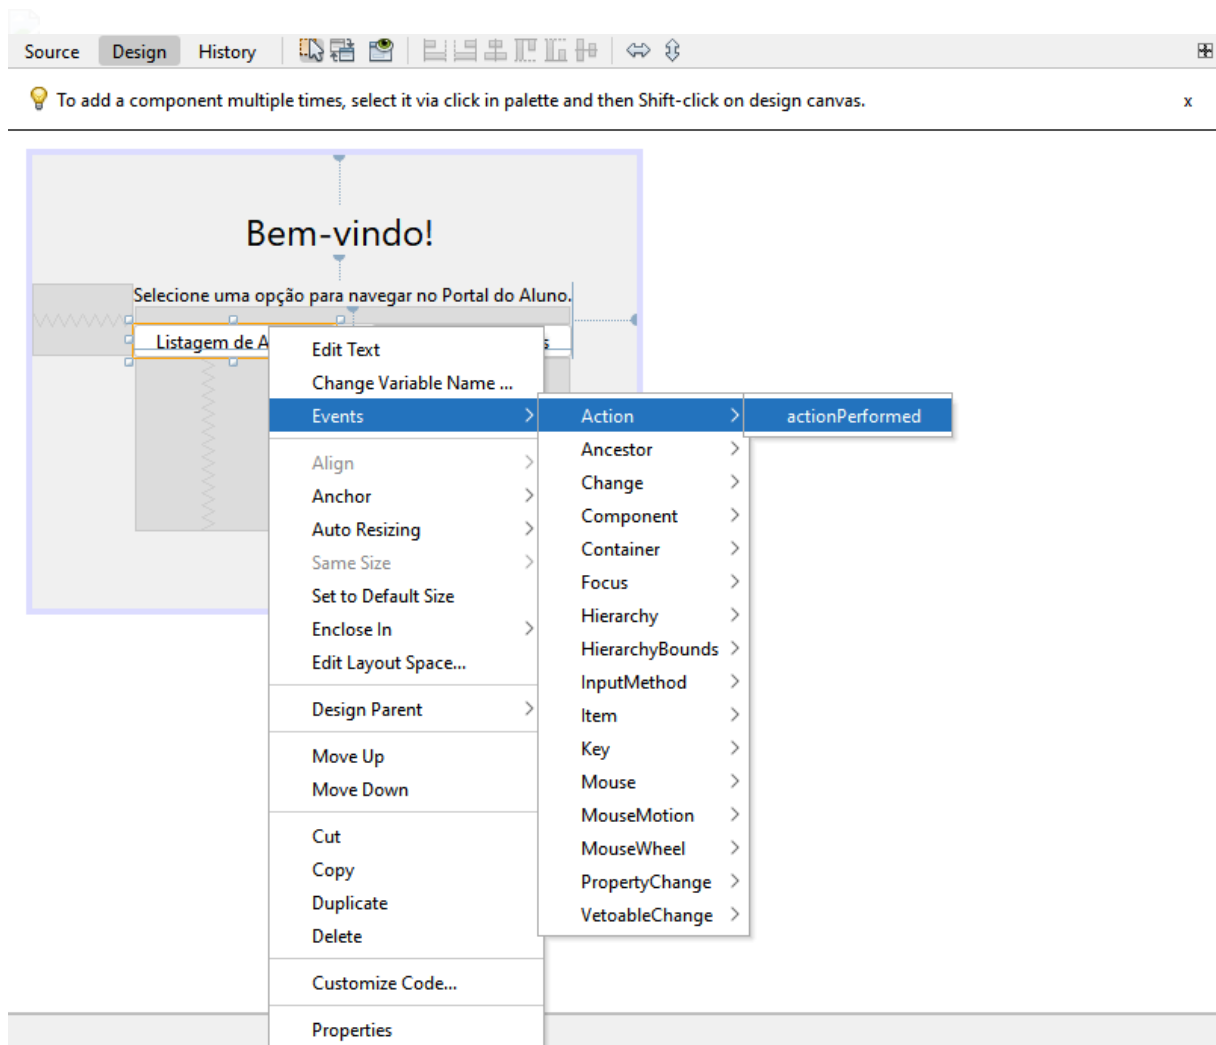 Source Design History
To add a component multiple times, select it via click in palette and then Shift-click on design canvas. x
Bem-vindo!
Selecione uma opção para navegar no Portal do Aluno.
Listagem de A
s
Edit Text
Change Variable Name ...
Events
Align
Anchor
Auto Resizing
Same Size
Set to Default Size
Enclose In
Edit Layout Space...
Design Parent
Move Up
Move Down
Cut
Copy
Duplicate
Delete
Customize Code...
Properties
Action
Ancestor
Change
Component
Container
Focus
Hierarchy
HierarchyBounds
InputMethod
Item
Key
Mouse
MouseMotion
MouseWheel
PropertyChange
VetoableChange
actionPerformed